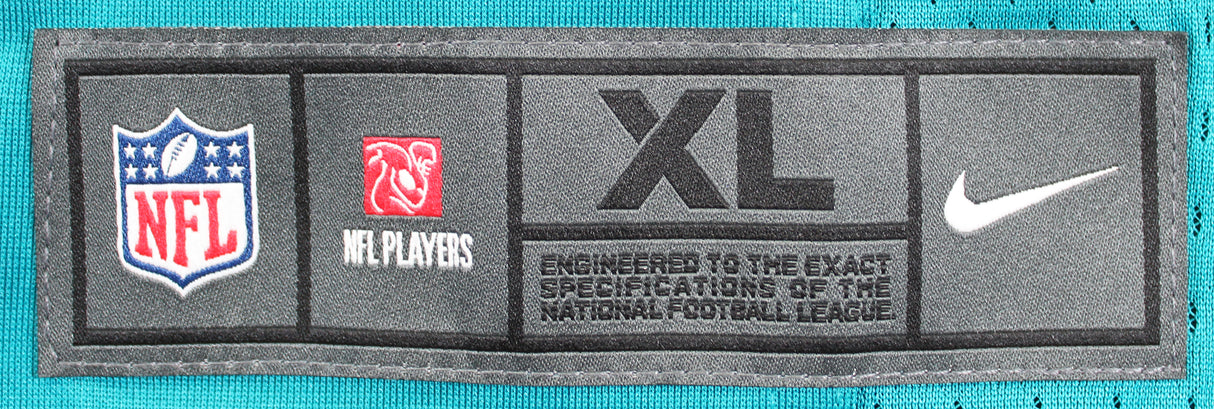 NFL
NFL PLAYERS
XL
ENGINEERED TO THE EXACT
SPECIFICATIONS OF THE
NATIONAL FOOTBALL LEAGUE